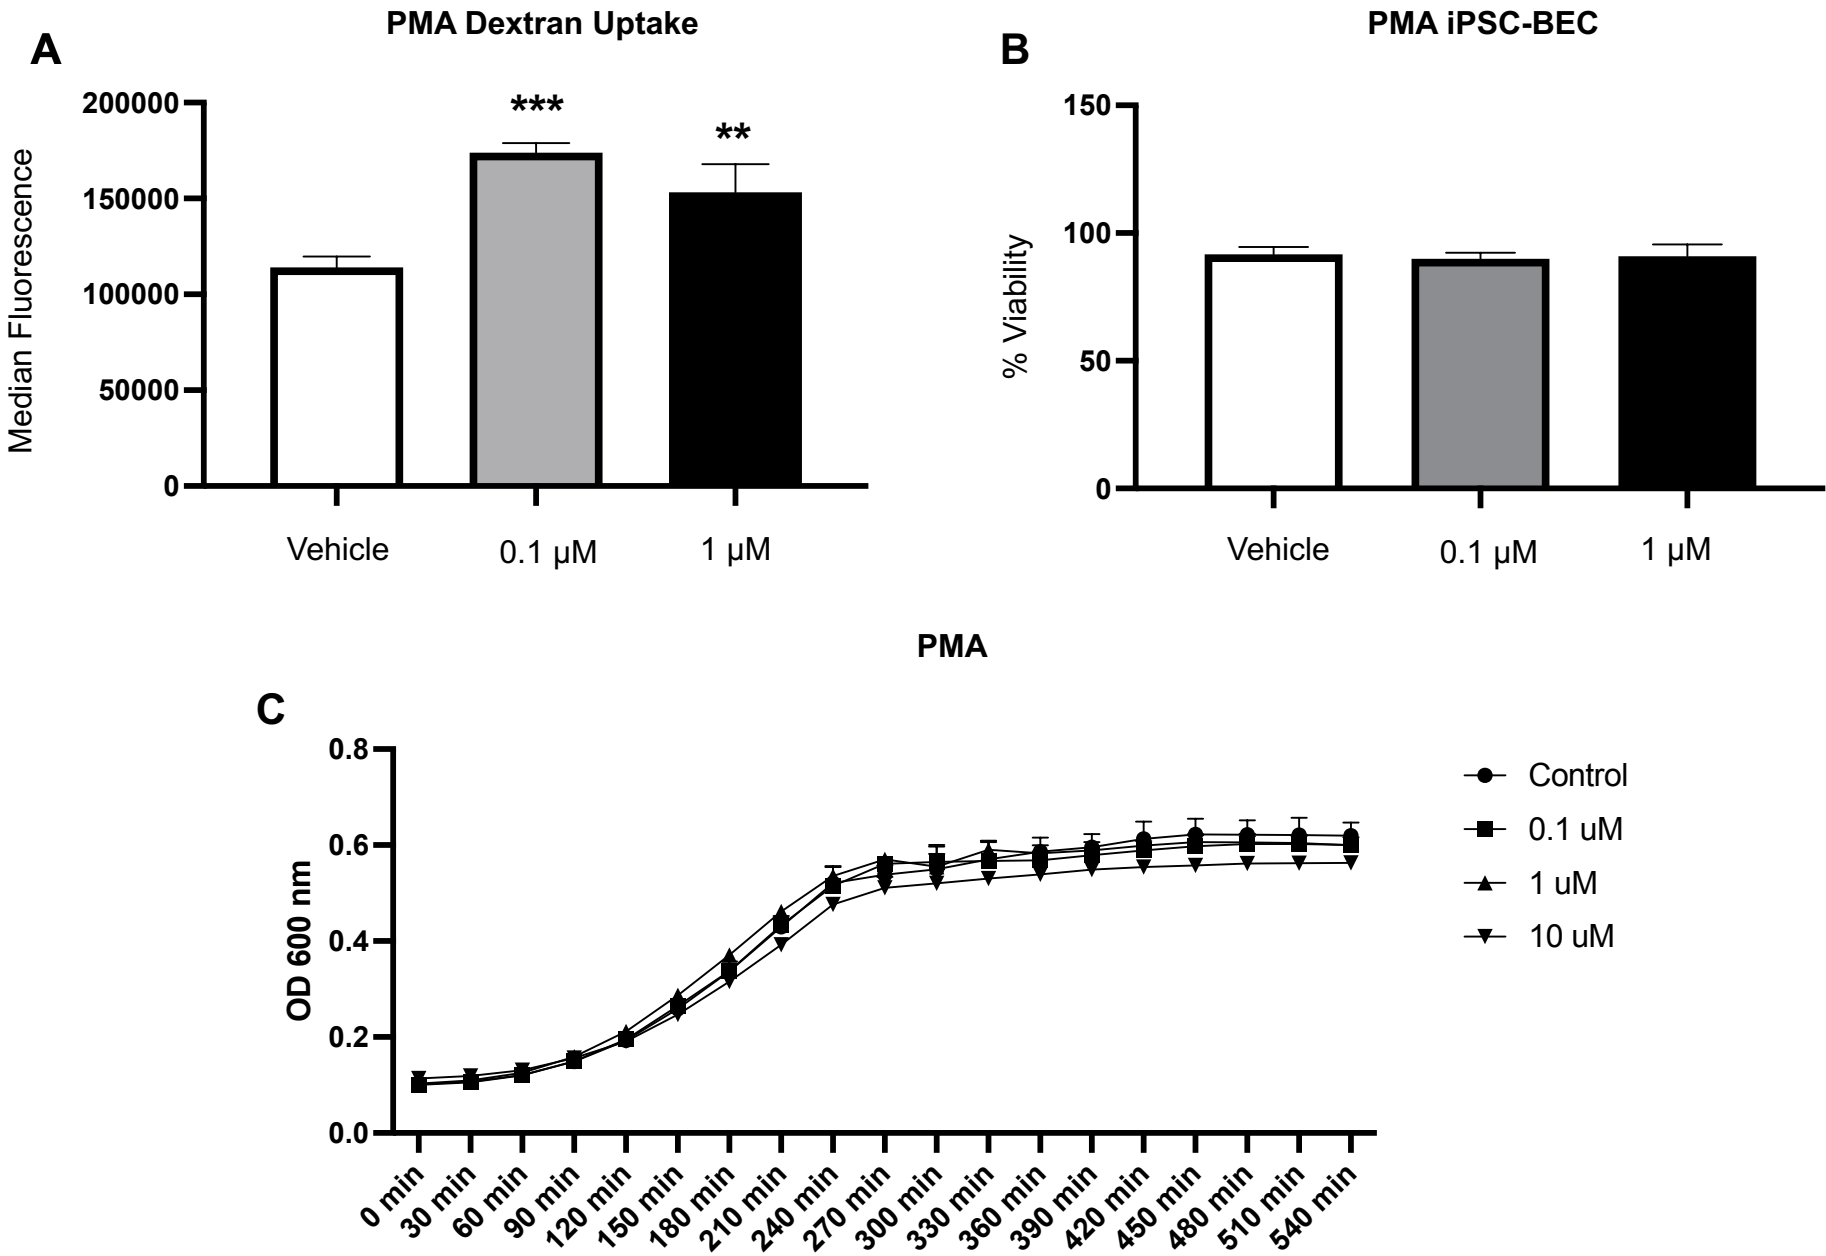 PMA Dextran Uptake
A
200000
150000
100000
50000
0
Median Fluorescence
***
**
Vehicle
0.1 µM
1 µM
PMA iPSC-BEC
B
150
100
50
0
% Viability
Vehicle
0.1 µM
1 µM
PMA
C
0.8
0.6
0.4
0.2
0.0
OD 600 nm
0 min
30 min
60 min
90 min
120 min
150 min
180 min
210 min
240 min
270 min
300 min
330 min
360 min
390 min
420 min
450 min
480 min
510 min
540 min
Control
0.1 uM
1 uM
10 uM